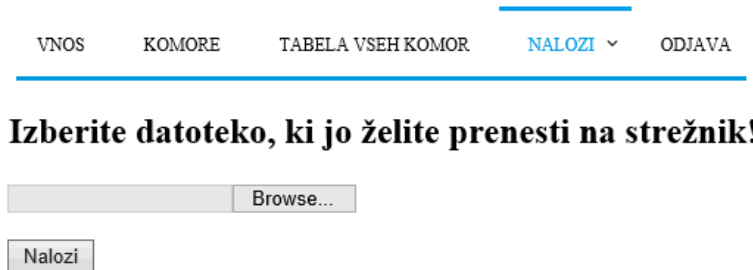 VNOS KOMORE TABELA VSEH KOMOR NALOZI ODJAVA
Izberite datoteko, ki jo želite prenesti na strežnik!
Browse...
Nalozi